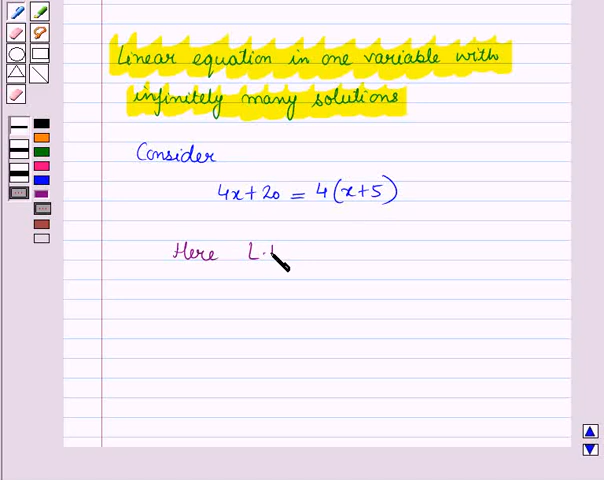 Linear equation in one variable with
infinitely many solutions
Consider
4x + 20 = 4(x+5)
Here L.